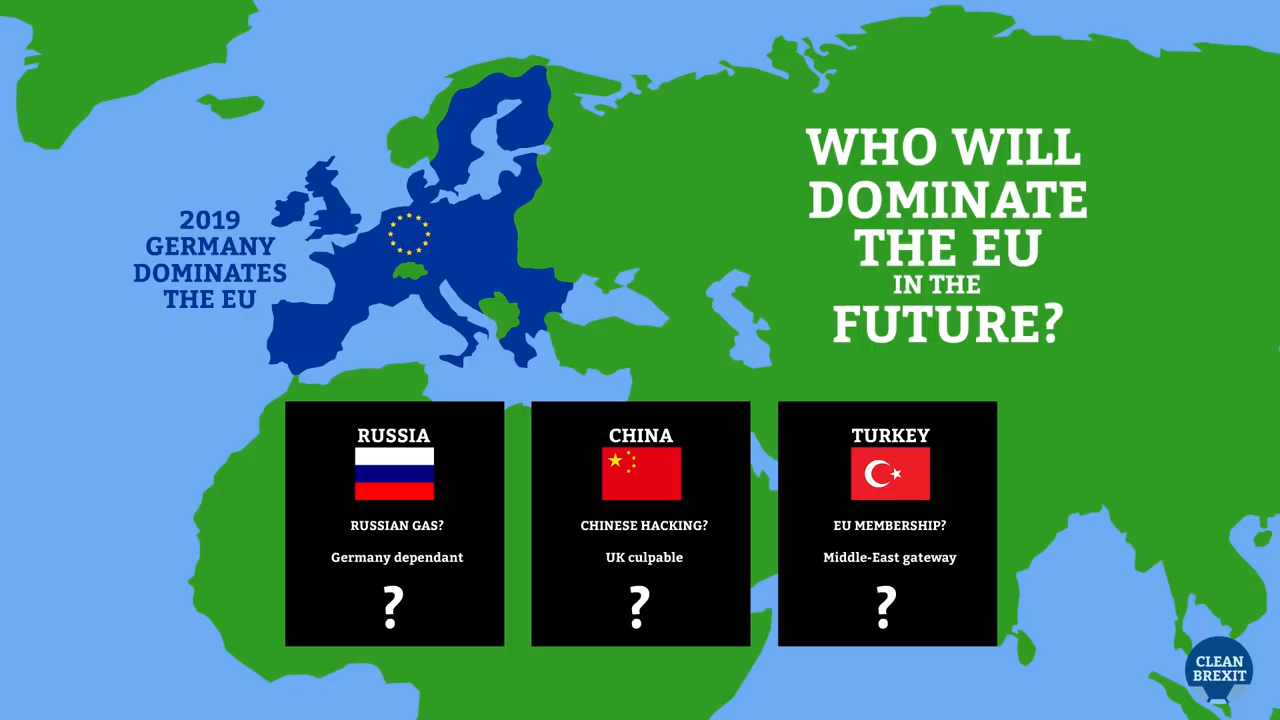 2019
GERMANY
DOMINATES
THE EU
WHO WILL
DOMINATE
THE EU
IN THE
FUTURE?
RUSSIA
RUSSIAN GAS?
Germany dependant
?
CHINA
CHINESE HACKING?
UK culpable
?
TURKEY
EU MEMBERSHIP?
Middle-East gateway
?
CLEAN
BREXIT